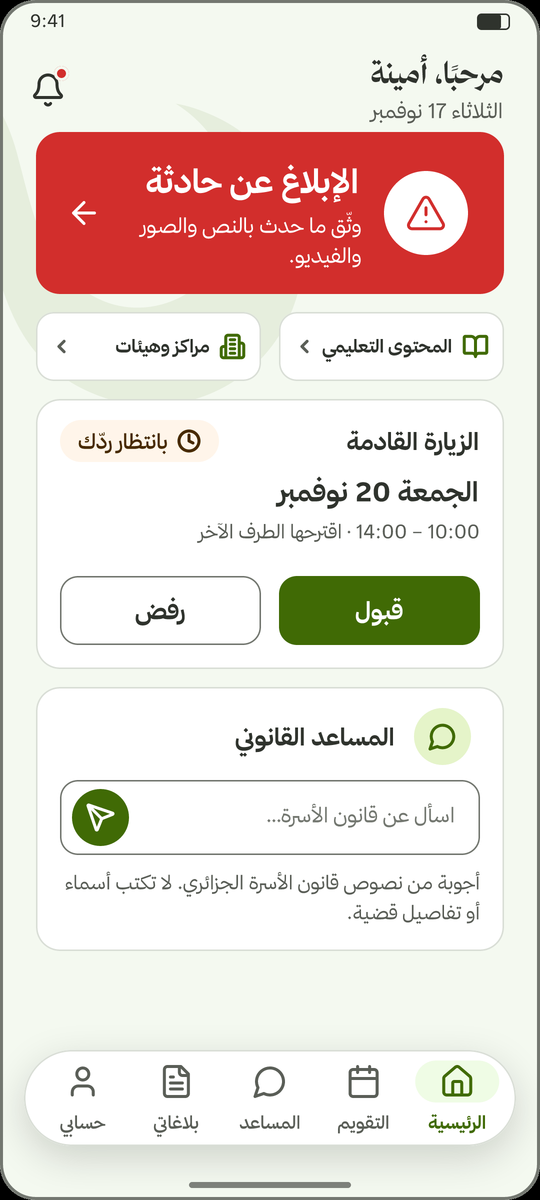 9:41
مرحبًا، أمينة
الثلاثاء 17 نوفمبر
الإبلاغ عن حادثة
وثّق ما حدث بالنص والصور
والفيديو.
المحتوى التعليمي
مراكز وهيئات
الزيارة القادمة
بانتظار ردّك
الجمعة 20 نوفمبر
10:00 – 14:00 · اقترحها الطرف الآخر
قبول
رفض
المساعد القانوني
اسأل عن قانون الأسرة...
أجوبة من نصوص قانون الأسرة الجزائري. لا تكتب أسماء
أو تفاصيل قضية.
الرئيسية
التقويم
المساعد
بلاغاتي
حسابي